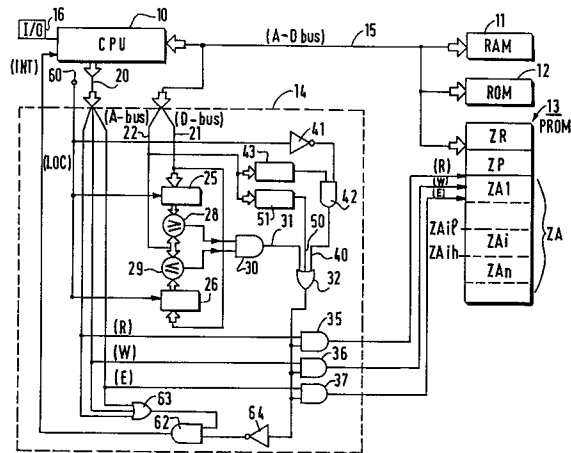 16
10
I/O
CPU
(A-D bus)
15
11
RAM
(INT)
60
20
12
ROM
14
13
PROM
(A-bus)
(D-bus)
22
21
41
43
ZR
ZP
(LOC)
25
51
42
(R)
(W)
(E)
ZA1
28
31
50
40
ZA
29
30
32
ZAiℓ
ZAi
ZAih
ZAn
26
(R)
35
(W)
36
(E)
37
63
62
64